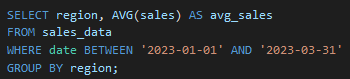 SELECT region, AVG(sales) AS avg_sales
FROM sales_data
WHERE date BETWEEN '2023-01-01' AND '2023-03-31'
GROUP BY region;